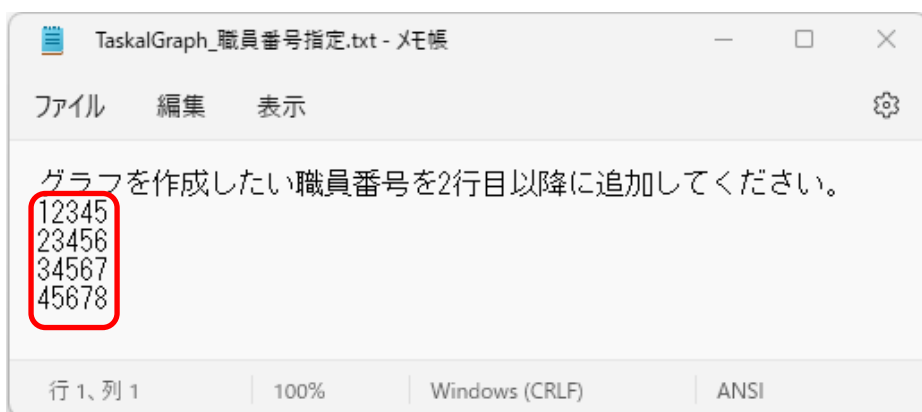 TaskalGraph_職員番号指定.txt - メモ帳
ファイル 編集 表示
グラフを作成したい職員番号を2行目以降に追加してください。
12345
23456
34567
45678
行 1、列 1 100% Windows (CRLF) ANSI